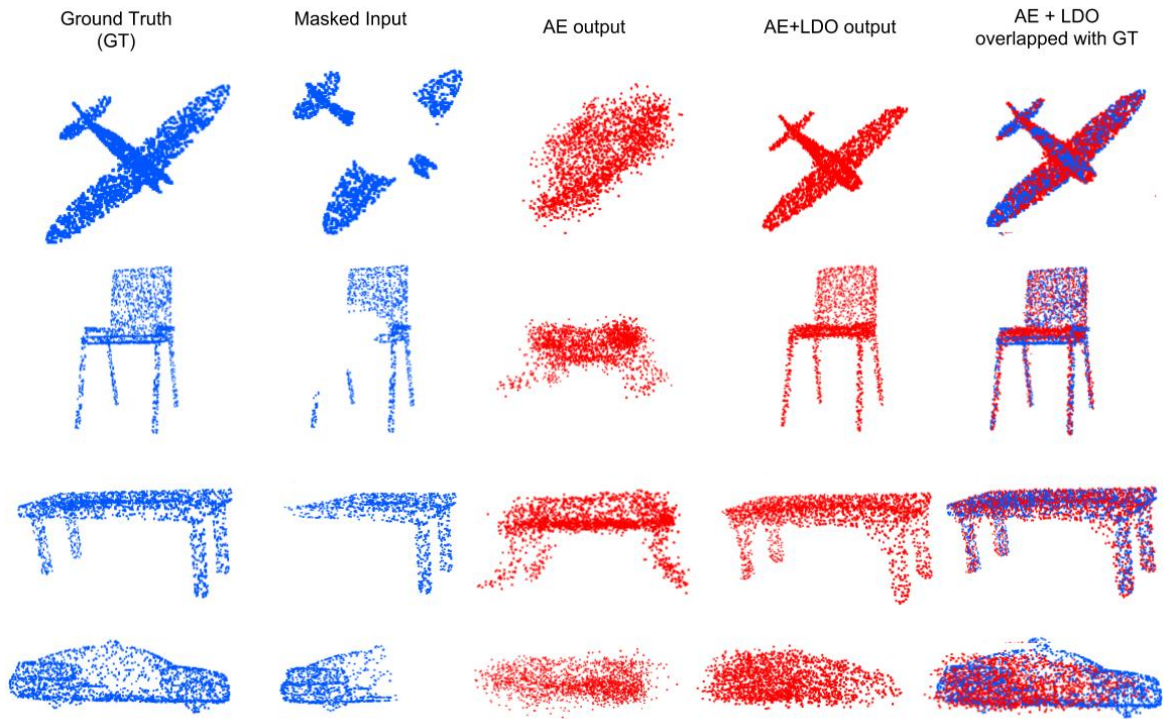 Ground Truth
(GT)
Masked Input
AE output
AE+LDO output
AE + LDO
overlapped with GT